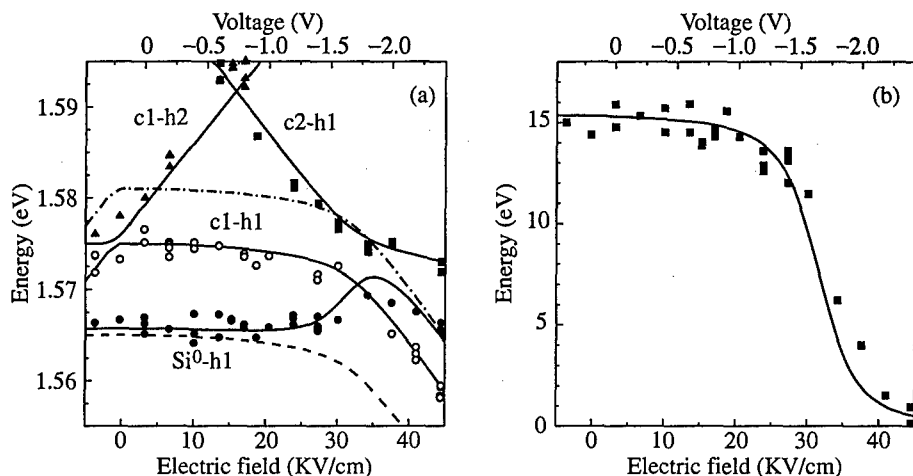 Voltage (V)
0 −0.5 −1.0 −1.5 −2.0
(a)
1.59
c1-h2
c2-h1
1.58
c1-h1
1.57
Si0-h1
1.56
Energy (eV)
0 10 20 30 40
Electric field (KV/cm)
Voltage (V)
0 −0.5 −1.0 −1.5 −2.0
(b)
15
10
5
0
Energy (eV)
0 10 20 30 40
Electric field (KV/cm)